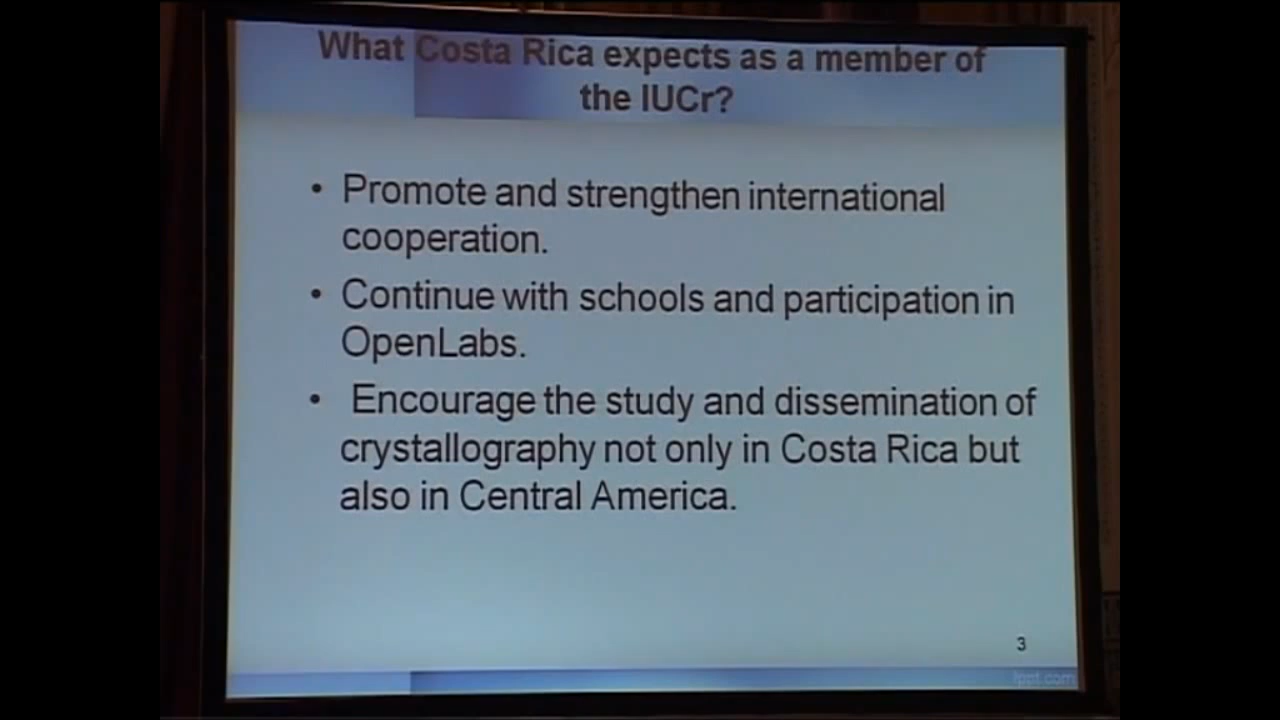 What Costa Rica expects as a member of
the IUCr?
• Promote and strengthen international
cooperation.
• Continue with schools and participation in
OpenLabs.
• Encourage the study and dissemination of
crystallography not only in Costa Rica but
also in Central America.
3
fppt.com